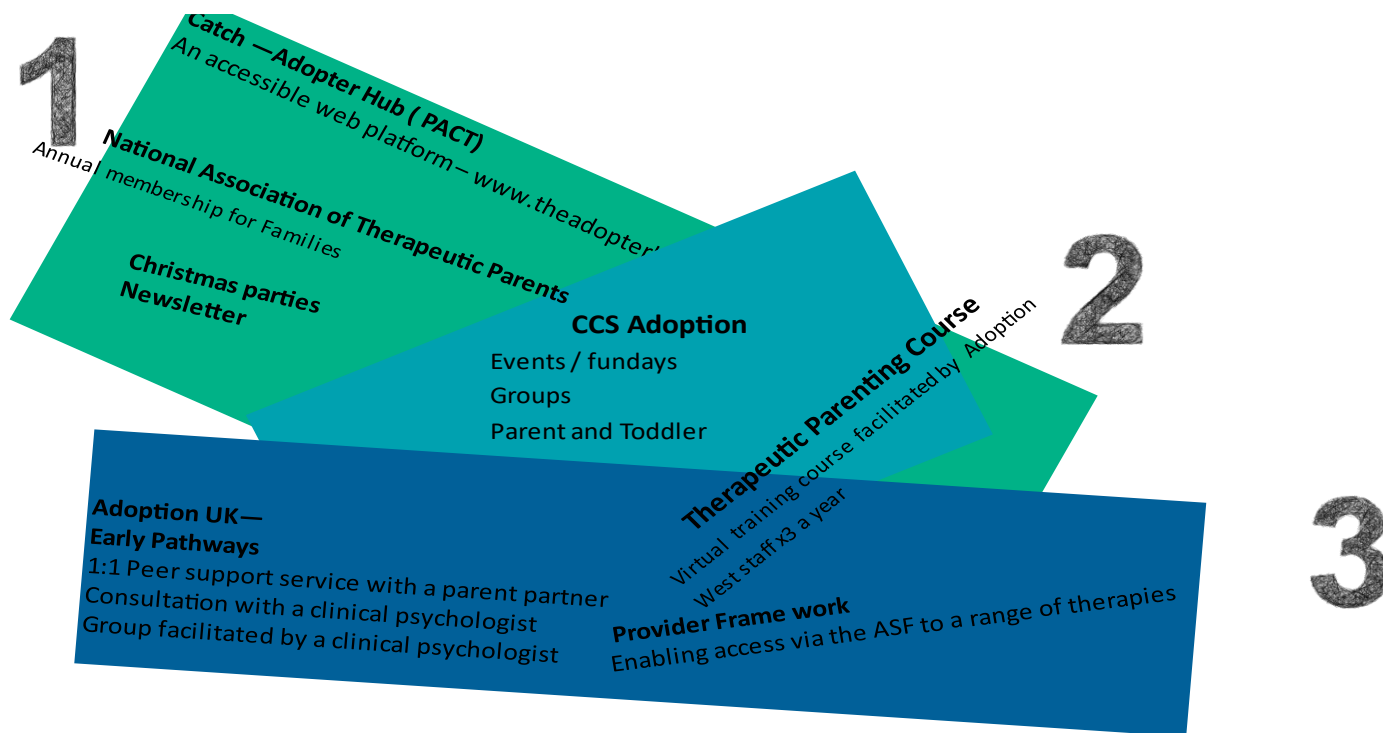 1
Catch —Adopter Hub ( PACT)
An accessible web platform – www.theadopter
National Association of Therapeutic Parents
Annual membership for Families
Christmas parties
Newsletter
2
CCS Adoption
Events / fundays
Groups
Parent and Toddler
Therapeutic Parenting Course
Virtual training course facilitated by Adoption
West staff x3 a year
3
Adoption UK—
Early Pathways
1:1 Peer support service with a parent partner
Consultation with a clinical psychologist
Group facilitated by a clinical psychologist
Provider Frame work
Enabling access via the ASF to a range of therapies